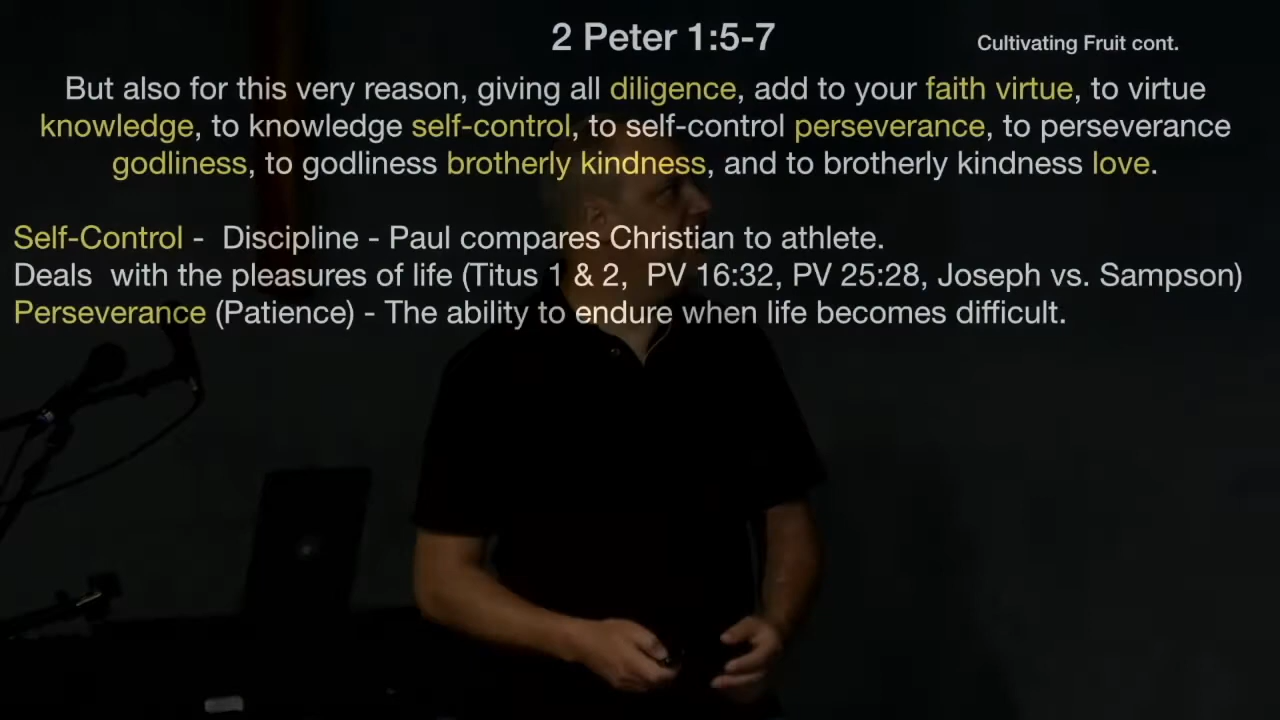 2 Peter 1:5-7
Cultivating Fruit cont.
But also for this very reason, giving all diligence, add to your faith virtue, to virtue
knowledge, to knowledge self-control, to self-control perseverance, to perseverance
godliness, to godliness brotherly kindness, and to brotherly kindness love.
Self-Control - Discipline - Paul compares Christian to athlete.
Deals with the pleasures of life (Titus 1 & 2, PV 16:32, PV 25:28, Joseph vs. Sampson)
Perseverance (Patience) - The ability to endure when life becomes difficult.